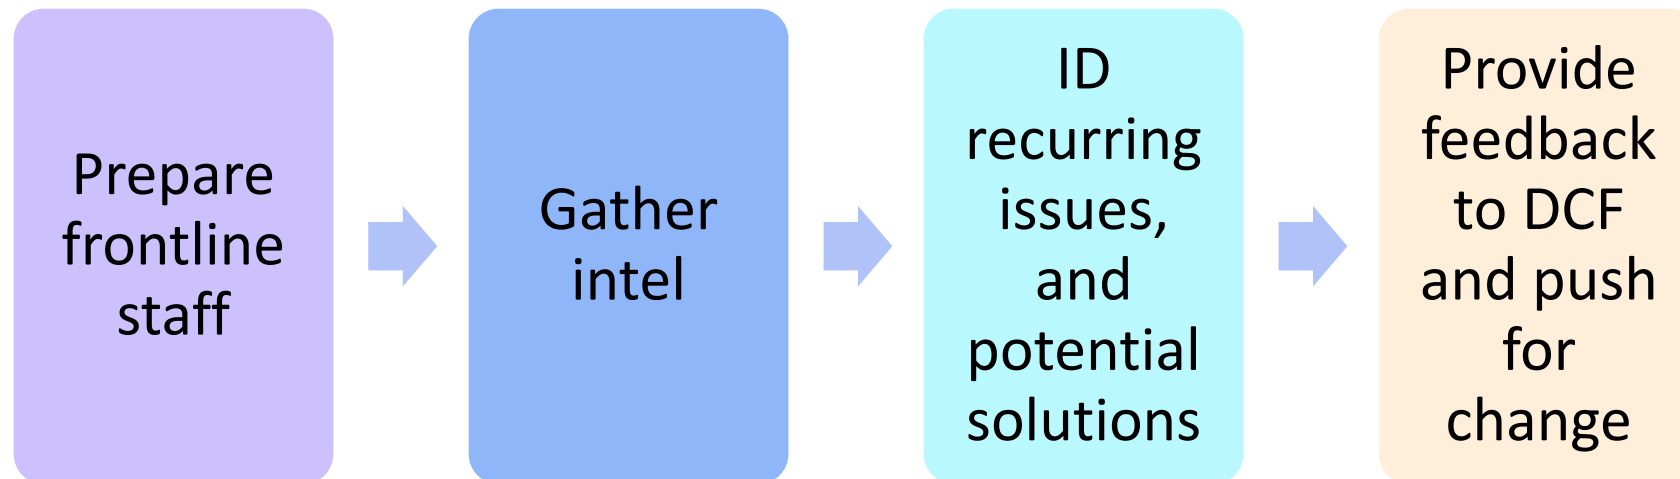 Prepare
frontline
staff
Gather
intel
ID
recurring
issues,
and
potential
solutions
Provide
feedback
to DCF
and push
for
change